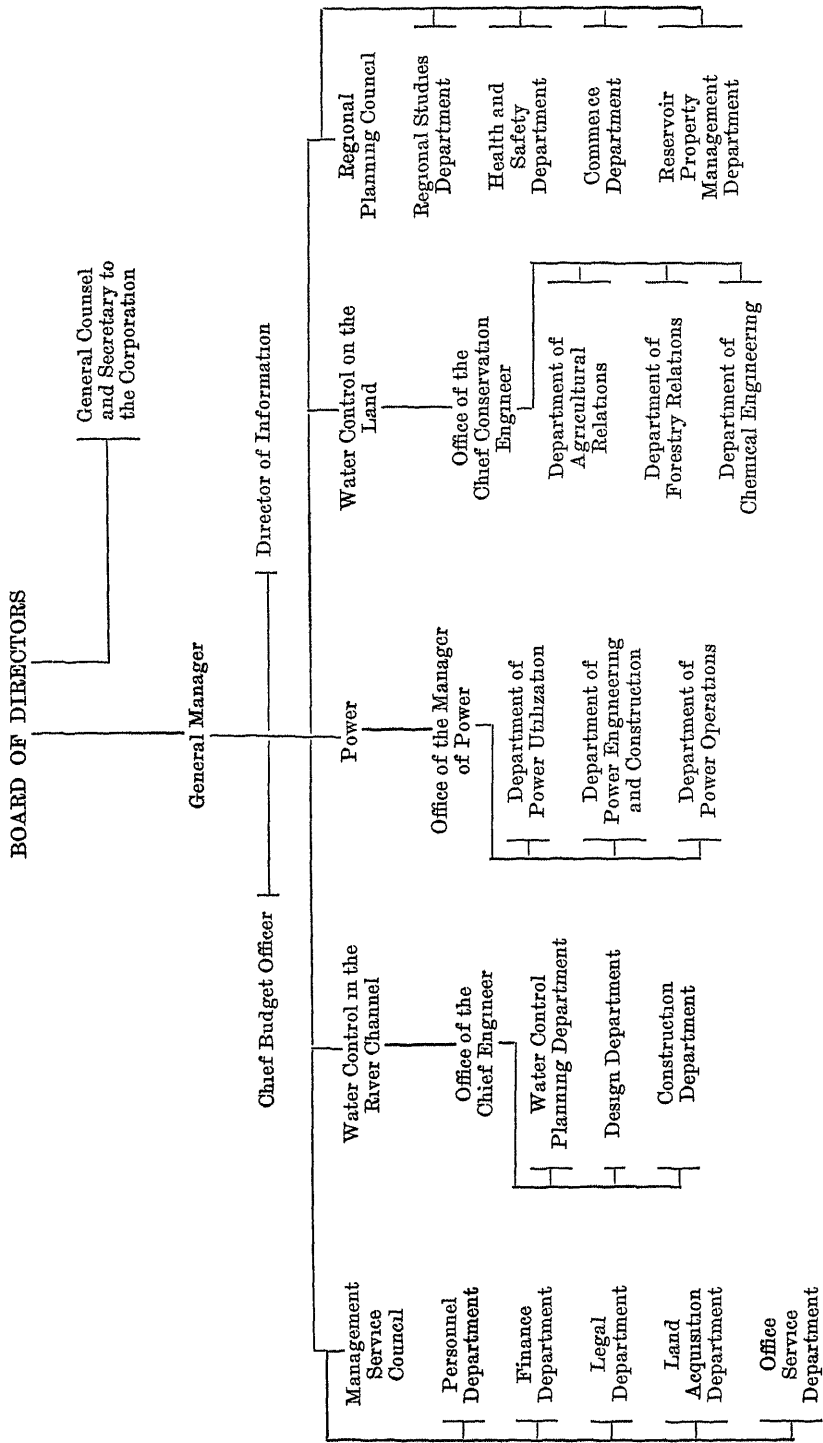 BOARD OF DIRECTORS
General Counsel
and Secretary to
the Corporation
General Manager
Chief Budget Officer
Director of Information
Management
Service
Council
Personnel
Department
Finance
Department
Legal
Department
Land
Acquisition
Department
Office
Service
Department
Water Control in the
River Channel
Office of the
Chief Engineer
Water Control
Planning Department
Design Department
Construction
Department
Power
Office of the Manager
of Power
Department of
Power Utilization
Department of
Power Engineering
and Construction
Department of
Power Operations
Water Control on the
Land
Office of the
Chief Conservation
Engineer
Department of
Agricultural
Relations
Department of
Forestry Relations
Department of
Chemical Engineering
Regional
Planning Council
Regional Studies
Department
Health and
Safety
Department
Commerce
Department
Reservoir
Property
Management
Department